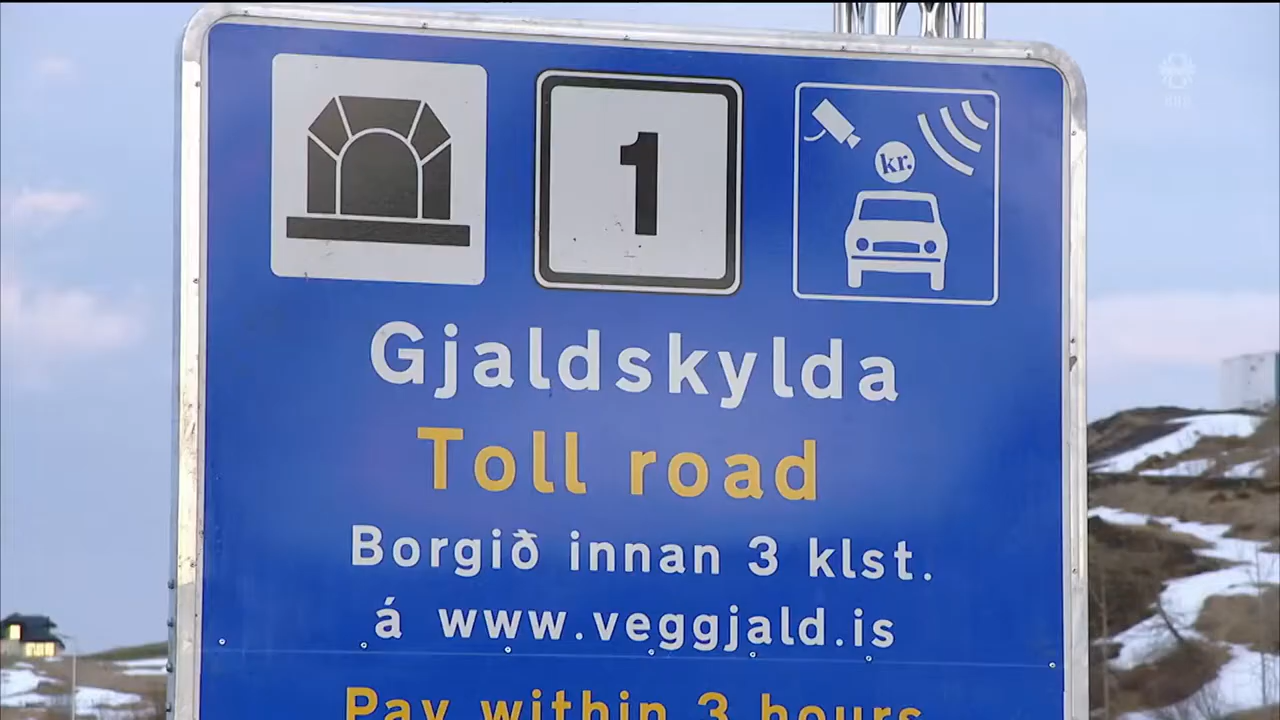 1
kr.
Gjaldskylda
Toll road
Borgið innan 3 klst.
á www.veggjald.is
Pay within 3 hours